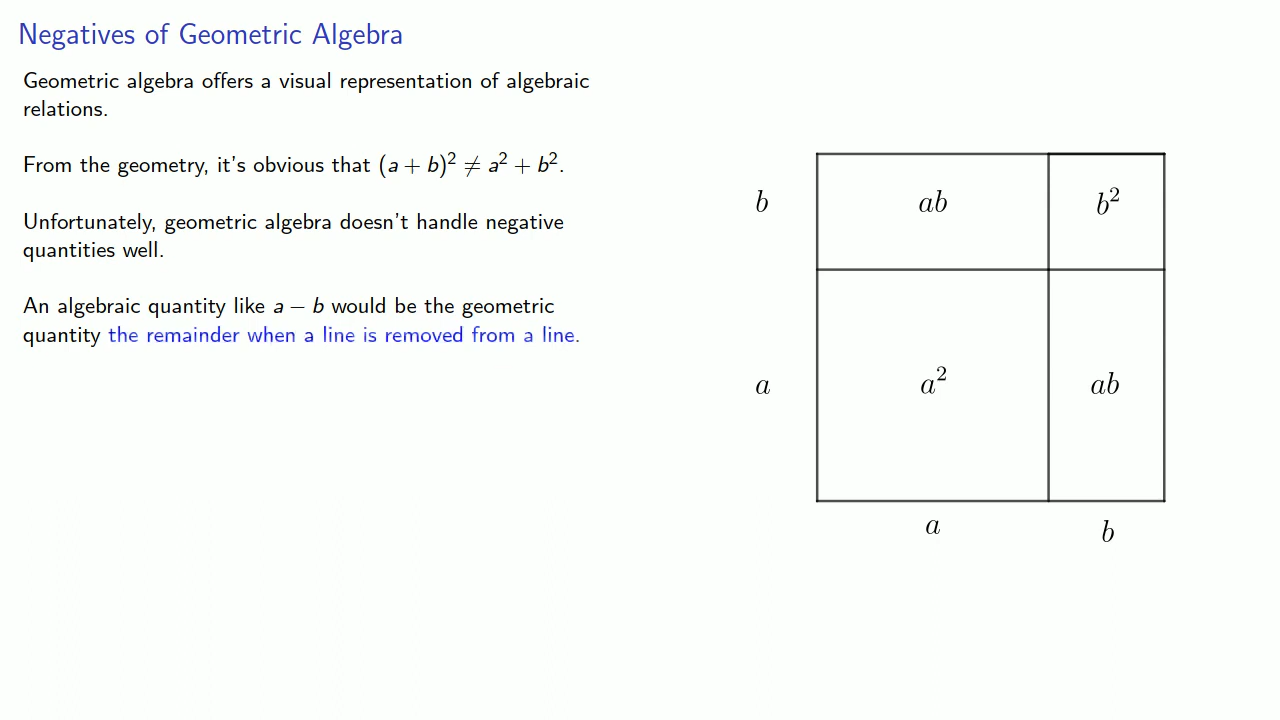 Negatives of Geometric Algebra
Geometric algebra offers a visual representation of algebraic
relations.
From the geometry, it's obvious that (a + b)² ≠ a² + b².
Unfortunately, geometric algebra doesn't handle negative
quantities well.
An algebraic quantity like a − b would be the geometric
quantity the remainder when a line is removed from a line.
b ab b²
a a² ab
a b